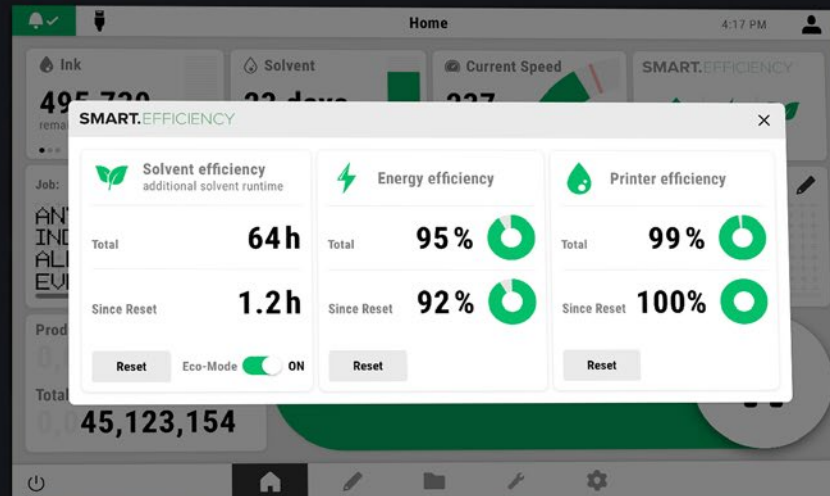 Home
4:17 PM
Ink
Solvent
Current Speed
SMART.EFFICIENCY
SMART.EFFICIENCY
Solvent efficiency
additional solvent runtime
Total
64h
Since Reset
1.2h
Reset
Eco-Mode
ON
Energy efficiency
Total
95%
Since Reset
92%
Reset
Printer efficiency
Total
99%
Since Reset
100%
Reset
Job:
Total
0,045,123,154